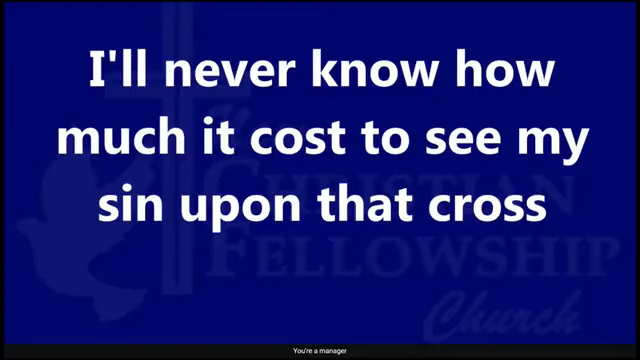 I'll never know how
much it cost to see my
sin upon that cross
CHRISTIAN
FELLOWSHIP
Church
You're a manager